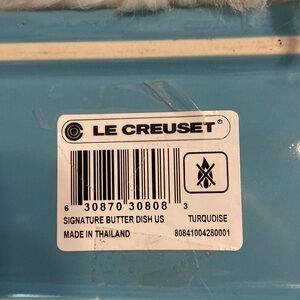 LE CREUSET®
6 30870 30808 3
SIGNATURE BUTTER DISH US TURQUOISE
MADE IN THAILAND 80841004280001